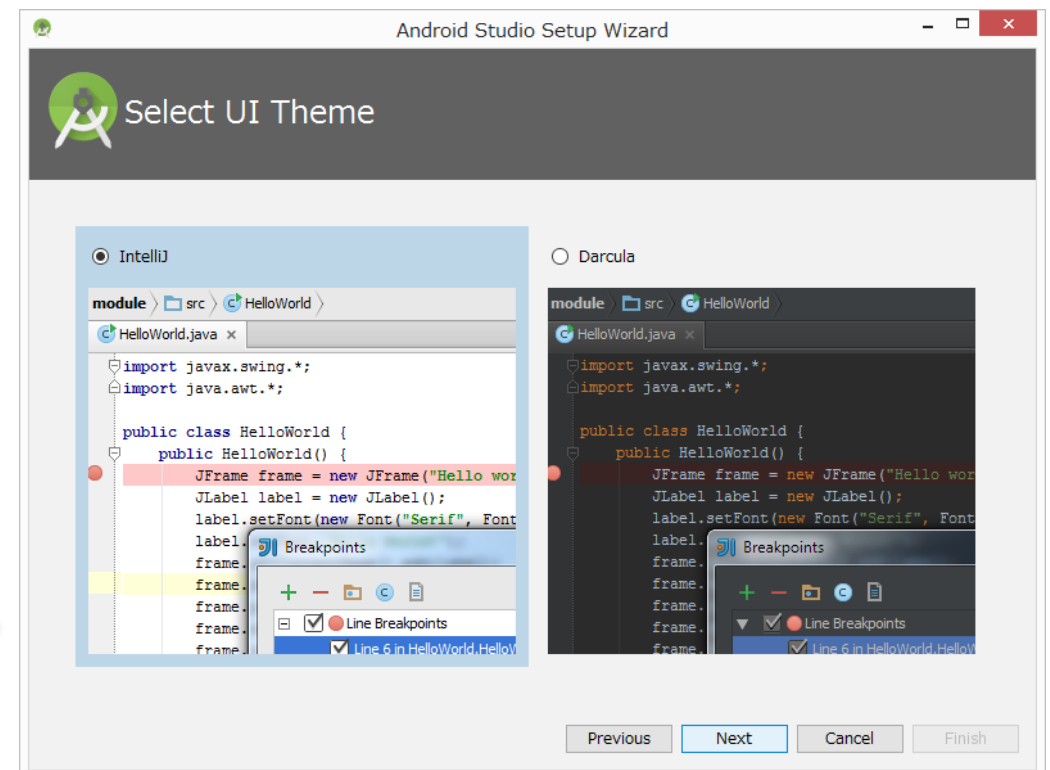 Android Studio Setup Wizard
Select UI Theme
IntelliJ
module src HelloWorld
HelloWorld.java ×
import javax.swing.*;
import java.awt.*;
public class HelloWorld {
public HelloWorld() {
JFrame frame = new JFrame("Hello wor
JLabel label = new JLabel();
label.setFont(new Font("Serif", Font
label.
frame.
frame.
frame.
frame.
frame.
Breakpoints
Line Breakpoints
Line 6 in HelloWorld.HelloW
Darcula
module src HelloWorld
HelloWorld.java ×
import javax.swing.*;
import java.awt.*;
public class HelloWorld {
public HelloWorld() {
JFrame frame = new JFrame("Hello wor
JLabel label = new JLabel();
label.setFont(new Font("Serif", Font
label.
frame.
frame.
frame.
frame.
frame.
Breakpoints
Line Breakpoints
Line 6 in HelloWorld.HelloW
Previous Next Cancel Finish